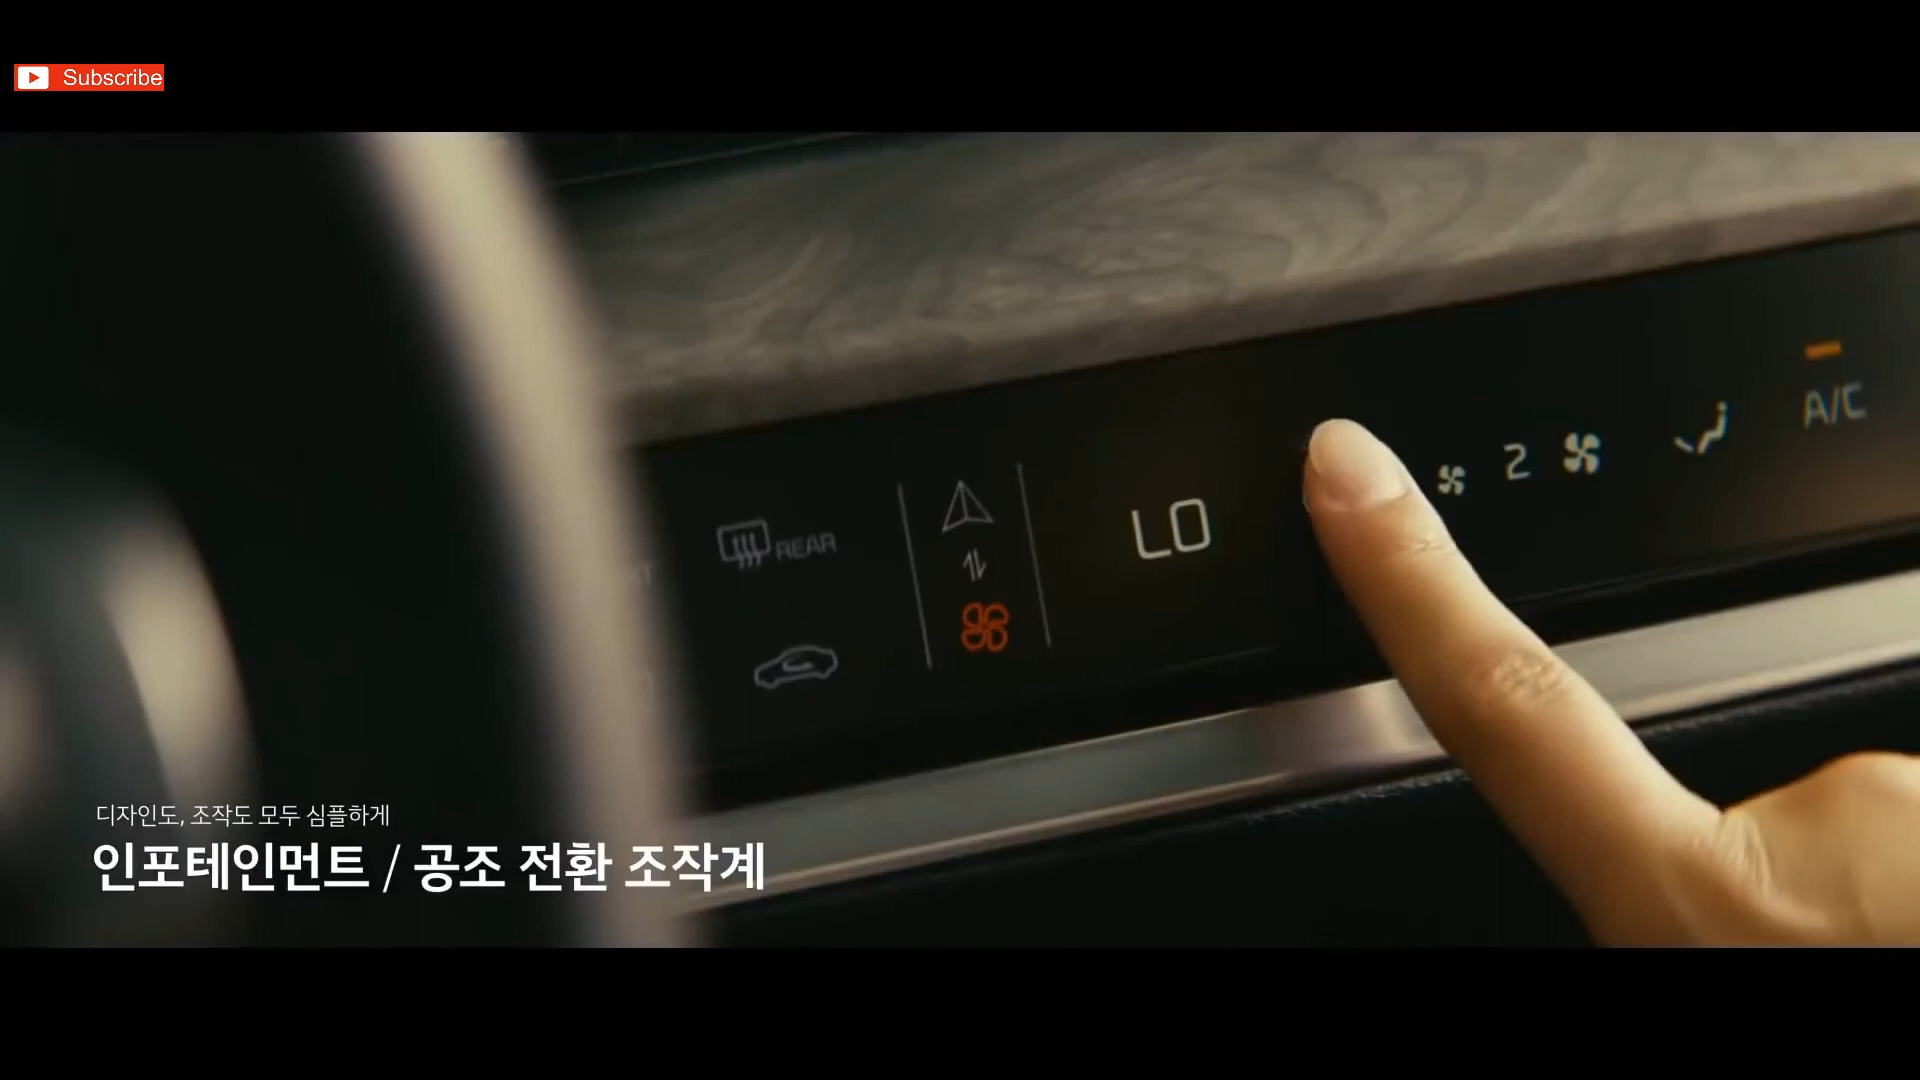 Subscribe
REAR
LO
2
A/C
디자인도, 조작도 모두 심플하게
인포테인먼트 / 공조 전환 조작계